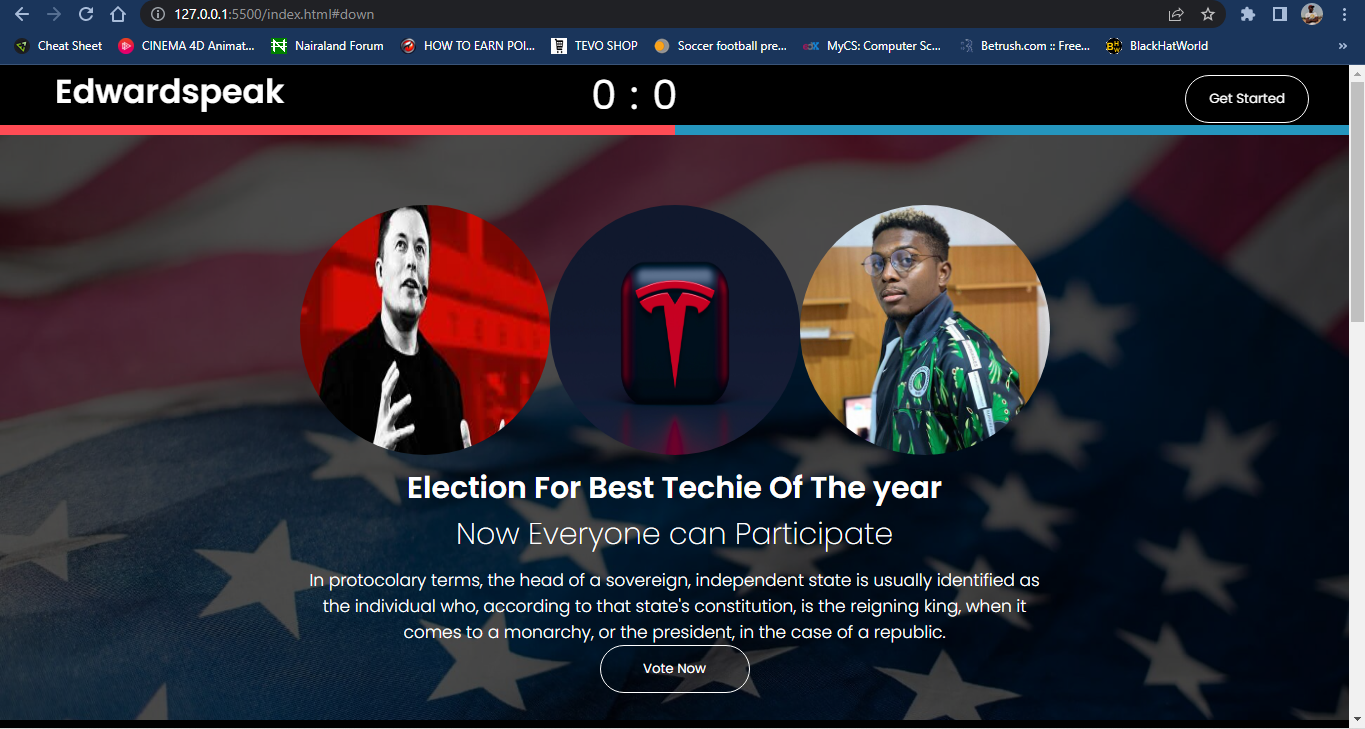 127.0.0.1:5500/index.html#down
Cheat Sheet
CINEMA 4D Animat...
Nairaland Forum
HOW TO EARN POI...
TEVO SHOP
Soccer football pre...
MyCS: Computer Sc...
Betrush.com :: Free...
BlackHatWorld
»
Edwardspeak
0 : 0
Get Started
Election For Best Techie Of The year
Now Everyone can Participate
In protocolary terms, the head of a sovereign, independent state is usually identified as
the individual who, according to that state's constitution, is the reigning king, when it
comes to a monarchy, or the president, in the case of a republic.
Vote Now